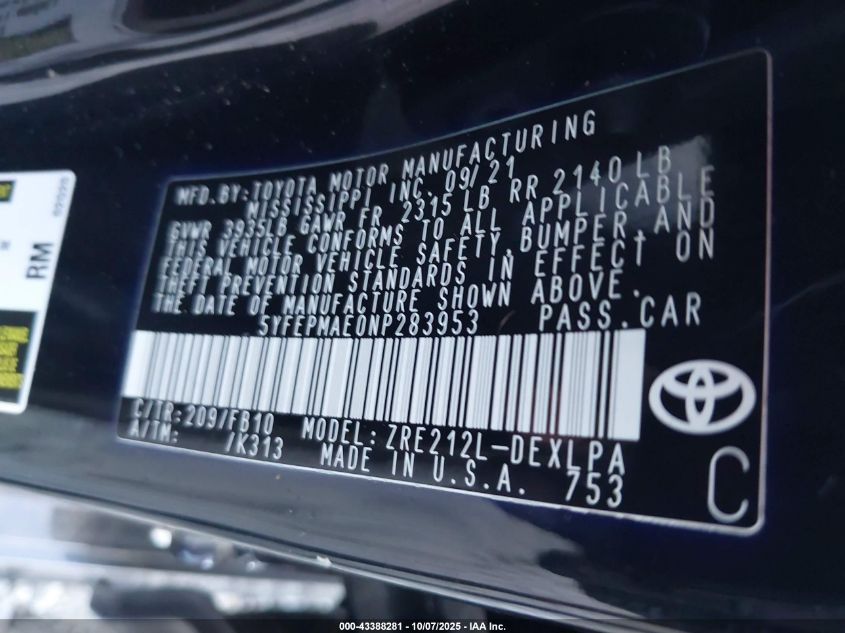 MFD.BY:TOYOTA MOTOR MANUFACTURING
MISSISSIPPI INC. 09/21
GVWR 3935LB GAWR FR 2315 LB RR 2140 LB
THIS VEHICLE CONFORMS TO ALL APPLICABLE
FEDERAL MOTOR VEHICLE SAFETY,BUMPER,AND
THEFT PREVENTION STANDARDS IN EFFECT ON
THE DATE OF MANUFACTURE SHOWN ABOVE.
5YFEPMAE0NP283953 PASS.CAR
C/TR:209/FB10 MODEL:ZRE212L-DEXLPA
A/TM: /K313 MADE IN U.S.A. 753
C
RM
000-43388281 - 10/07/2025 - IAA Inc.